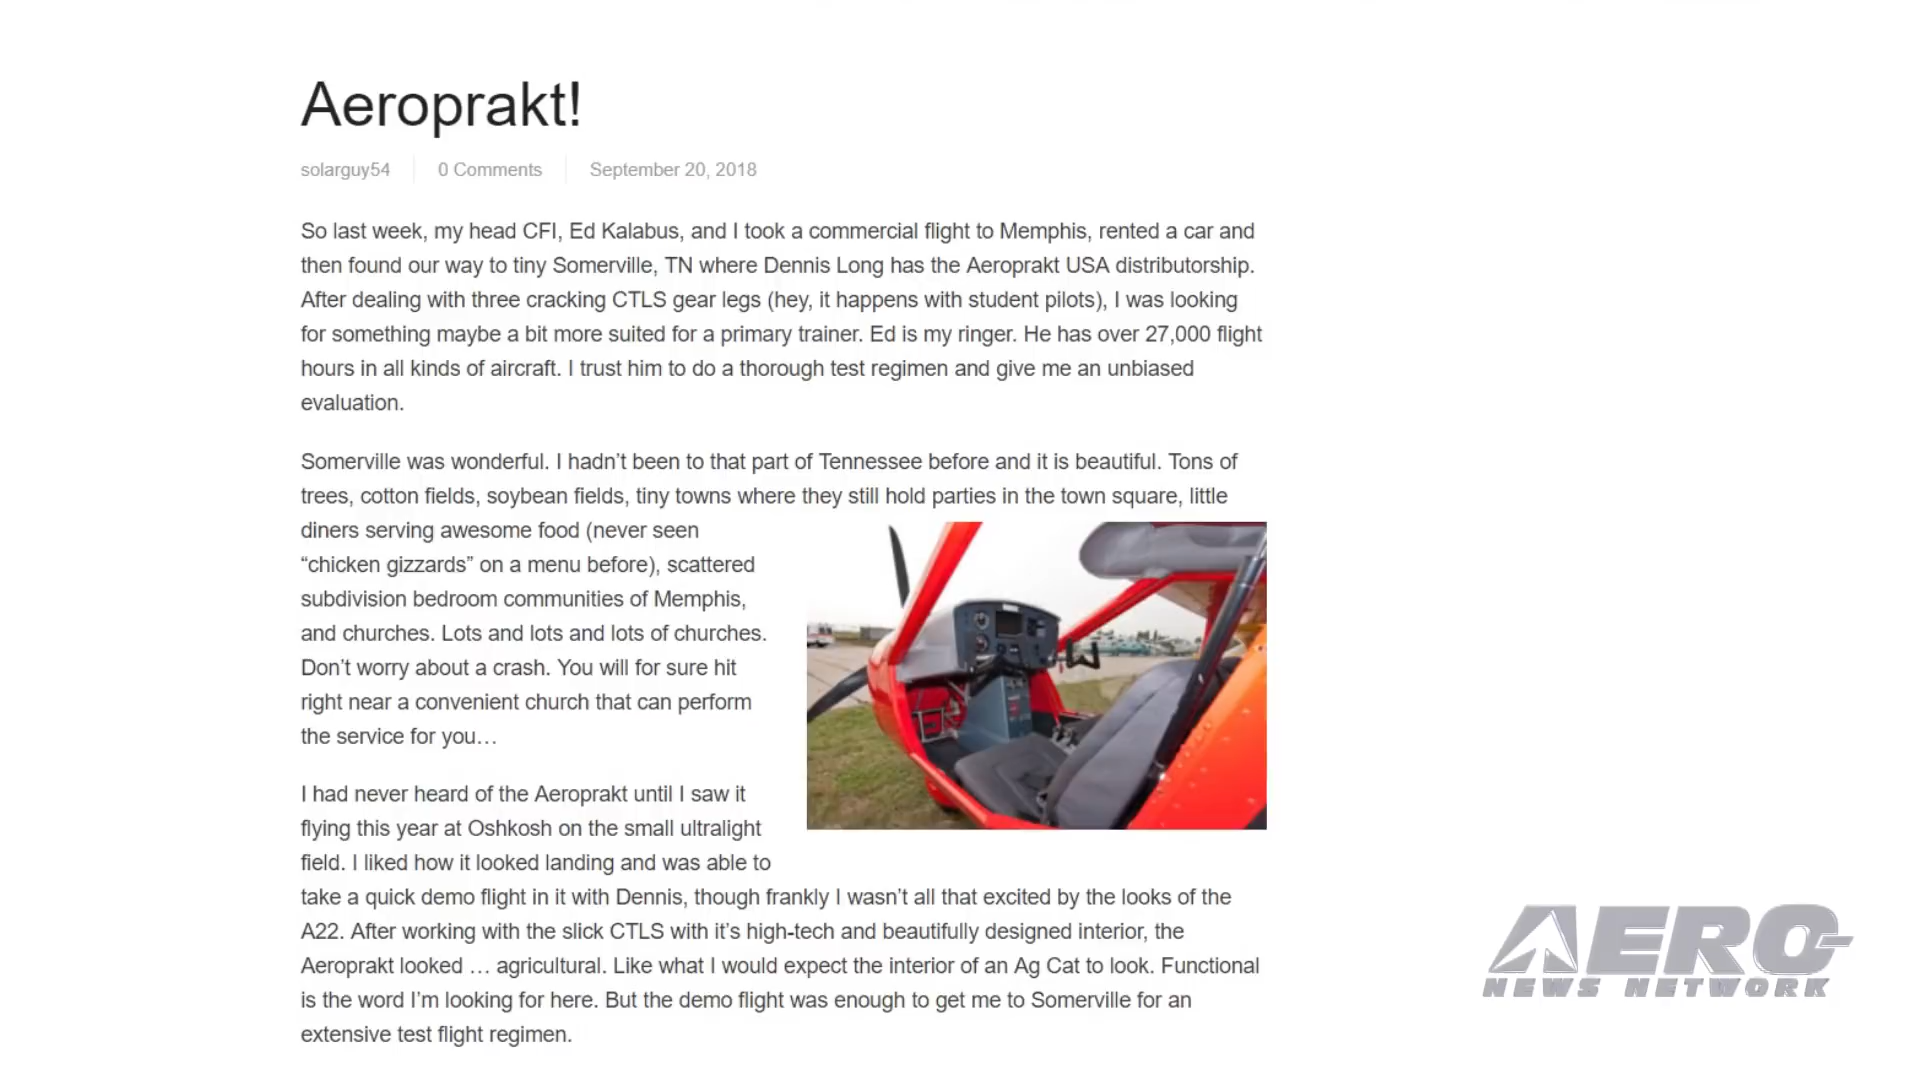 Aeroprakt!
solarguy54 0 Comments September 20, 2018
So last week, my head CFI, Ed Kalabus, and I took a commercial flight to Memphis, rented a car and
then found our way to tiny Somerville, TN where Dennis Long has the Aeroprakt USA distributorship.
After dealing with three cracking CTLS gear legs (hey, it happens with student pilots), I was looking
for something maybe a bit more suited for a primary trainer. Ed is my ringer. He has over 27,000 flight
hours in all kinds of aircraft. I trust him to do a thorough test regimen and give me an unbiased
evaluation.
Somerville was wonderful. I hadn’t been to that part of Tennessee before and it is beautiful. Tons of
trees, cotton fields, soybean fields, tiny towns where they still hold parties in the town square, little
diners serving awesome food (never seen
“chicken gizzards” on a menu before), scattered
subdivision bedroom communities of Memphis,
and churches. Lots and lots and lots of churches.
Don’t worry about a crash. You will for sure hit
right near a convenient church that can perform
the service for you…
I had never heard of the Aeroprakt until I saw it
flying this year at Oshkosh on the small ultralight
field. I liked how it looked landing and was able to
take a quick demo flight in it with Dennis, though frankly I wasn’t all that excited by the looks of the
A22. After working with the slick CTLS with it’s high-tech and beautifully designed interior, the
Aeroprakt looked … agricultural. Like what I would expect the interior of an Ag Cat to look. Functional
is the word I’m looking for here. But the demo flight was enough to get me to Somerville for an
extensive test flight regimen.
AERO-
NEWS NETWORK